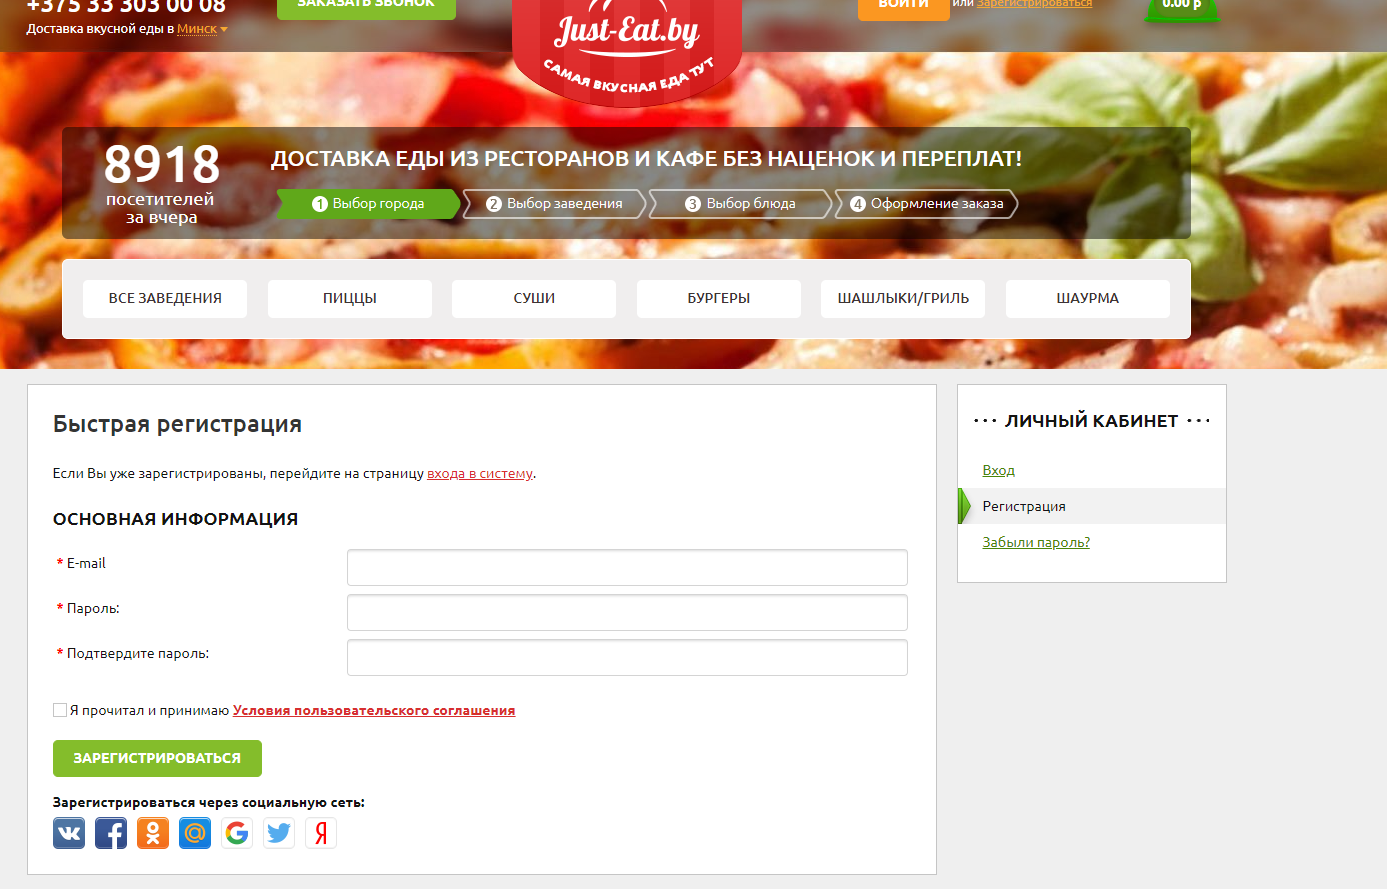 +375 33 303 00 08
ЗАКАЗАТЬ ЗВОНОК
Доставка вкусной еды в Минск
Just-Eat.by
САМАЯ ВКУСНАЯ ЕДА ТУТ
ВОЙТИ или Зарегистрироваться
0.00 р
8918
посетителей
за вчера
ДОСТАВКА ЕДЫ ИЗ РЕСТОРАНОВ И КАФЕ БЕЗ НАЦЕНОК И ПЕРЕПЛАТ!
1 Выбор города 2 Выбор заведения 3 Выбор блюда 4 Оформление заказа
ВСЕ ЗАВЕДЕНИЯ ПИЦЦЫ СУШИ БУРГЕРЫ ШАШЛЫКИ/ГРИЛЬ ШАУРМА
Быстрая регистрация
Если Вы уже зарегистрированы, перейдите на страницу входа в систему.
ОСНОВНАЯ ИНФОРМАЦИЯ
* E-mail
* Пароль:
* Подтвердите пароль:
Я прочитал и принимаю Условия пользовательского соглашения
ЗАРЕГИСТРИРОВАТЬСЯ
Зарегистрироваться через социальную сеть:
··· ЛИЧНЫЙ КАБИНЕТ ···
Вход
Регистрация
Забыли пароль?